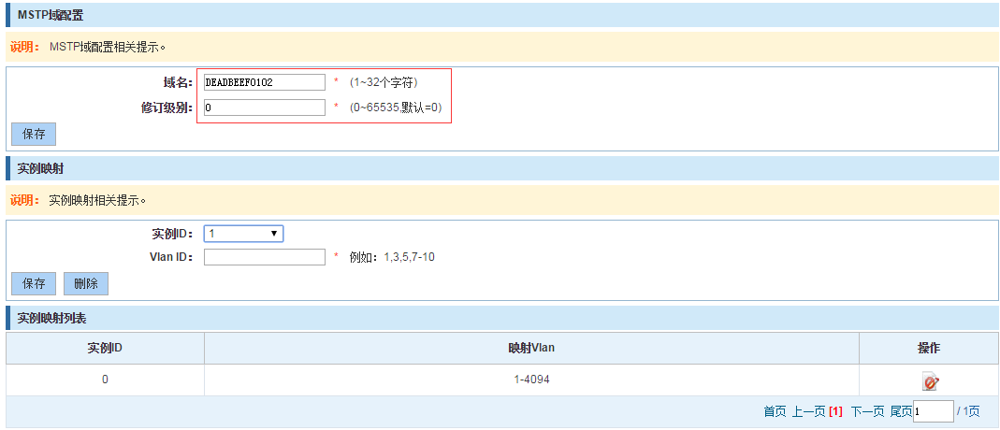 MSTP域配置
说明： MSTP域配置相关提示。
域名： DEADBEEF0102 * (1~32个字符)
修订级别： 0 * (0~65535,默认=0)
保存
实例映射
说明： 实例映射相关提示。
实例ID： 1
Vlan ID： * 例如：1,3,5,7-10
保存 删除
实例映射列表
实例ID 映射Vlan 操作
0 1-4094
首页 上一页 [1] 下一页 尾页 1 / 1页